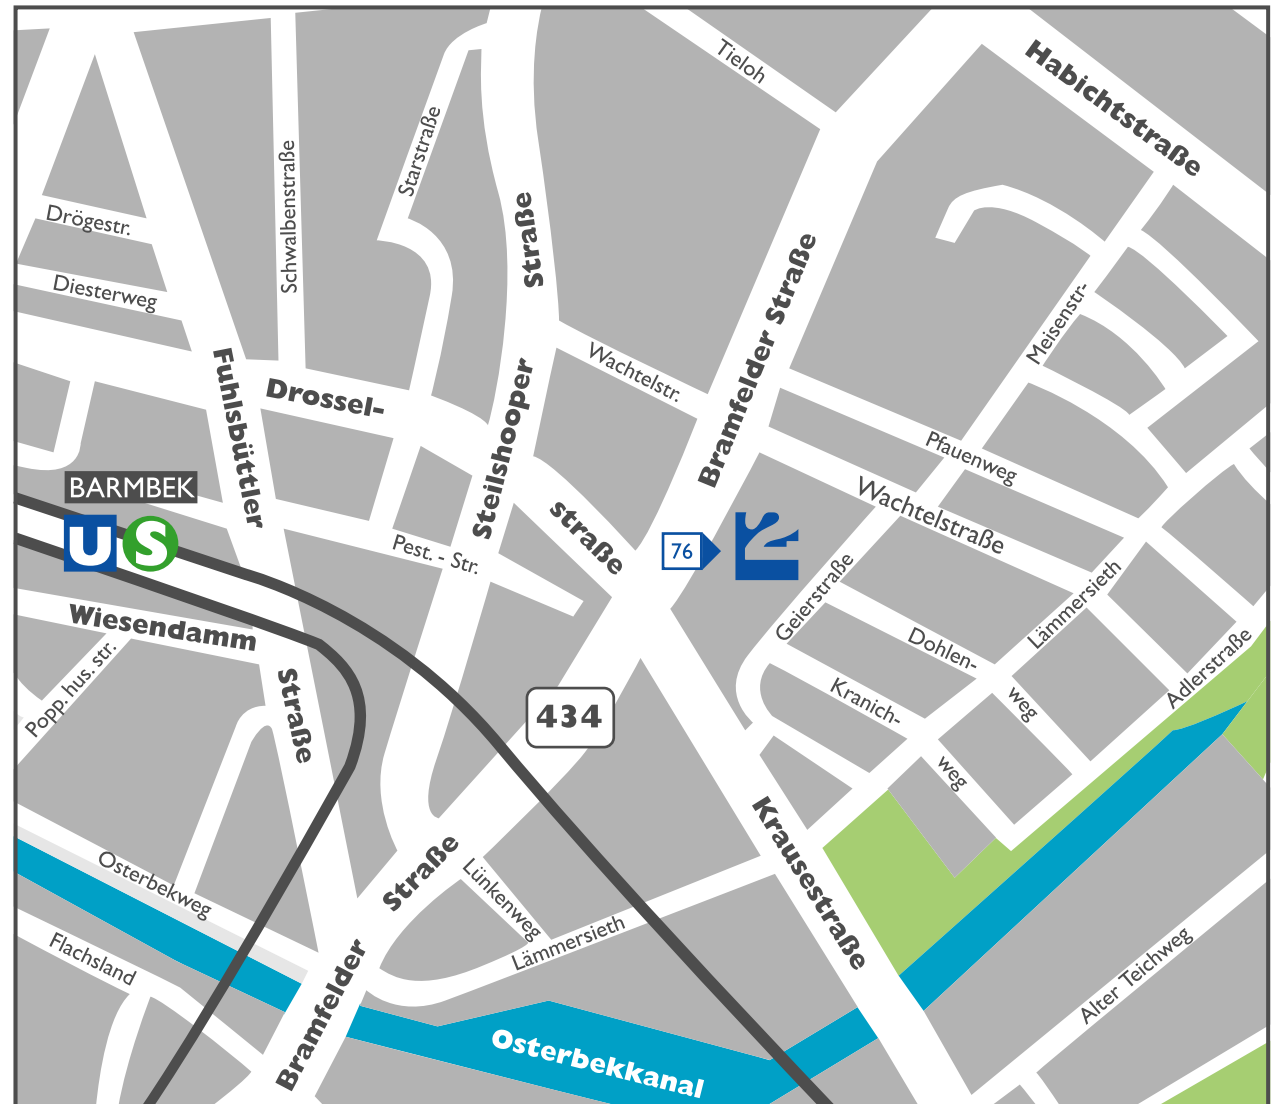 Tieloh
Habichtstraße
Starstraße
Schwalbenstraße
Drögestr.
Straße
Bramfelder Straße
Diesterweg
Meisenstr-
Wachtelstr.
Fuhlsbüttler
Drossel-
Steilshooper
Pfauenweg
BARMBEK
Wachtelstraße
straße
U
S
76
Pest. - Str.
Geierstraße
Lämmersieth
Wiesendamm
Dohlen-
Adlerstraße
Popp. hus. str.
Kranich-
weg
Straße
434
weg
Krausestraße
Straße
Osterbekweg
Lünkenweg
Lämmersieth
Flachsland
Alter Teichweg
Bramfelder
Osterbekkanal